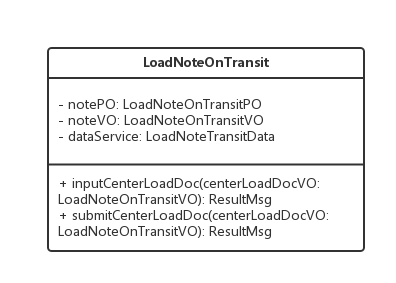 LoadNoteOnTransit
- notePO: LoadNoteOnTransitPO
- noteVO: LoadNoteOnTransitVO
- dataService: LoadNoteTransitData
+ inputCenterLoadDoc(centerLoadDocVO:
LoadNoteOnTransitVO): ResultMsg
+ submitCenterLoadDoc(centerLoadDocVO:
LoadNoteOnTransitVO): ResultMsg